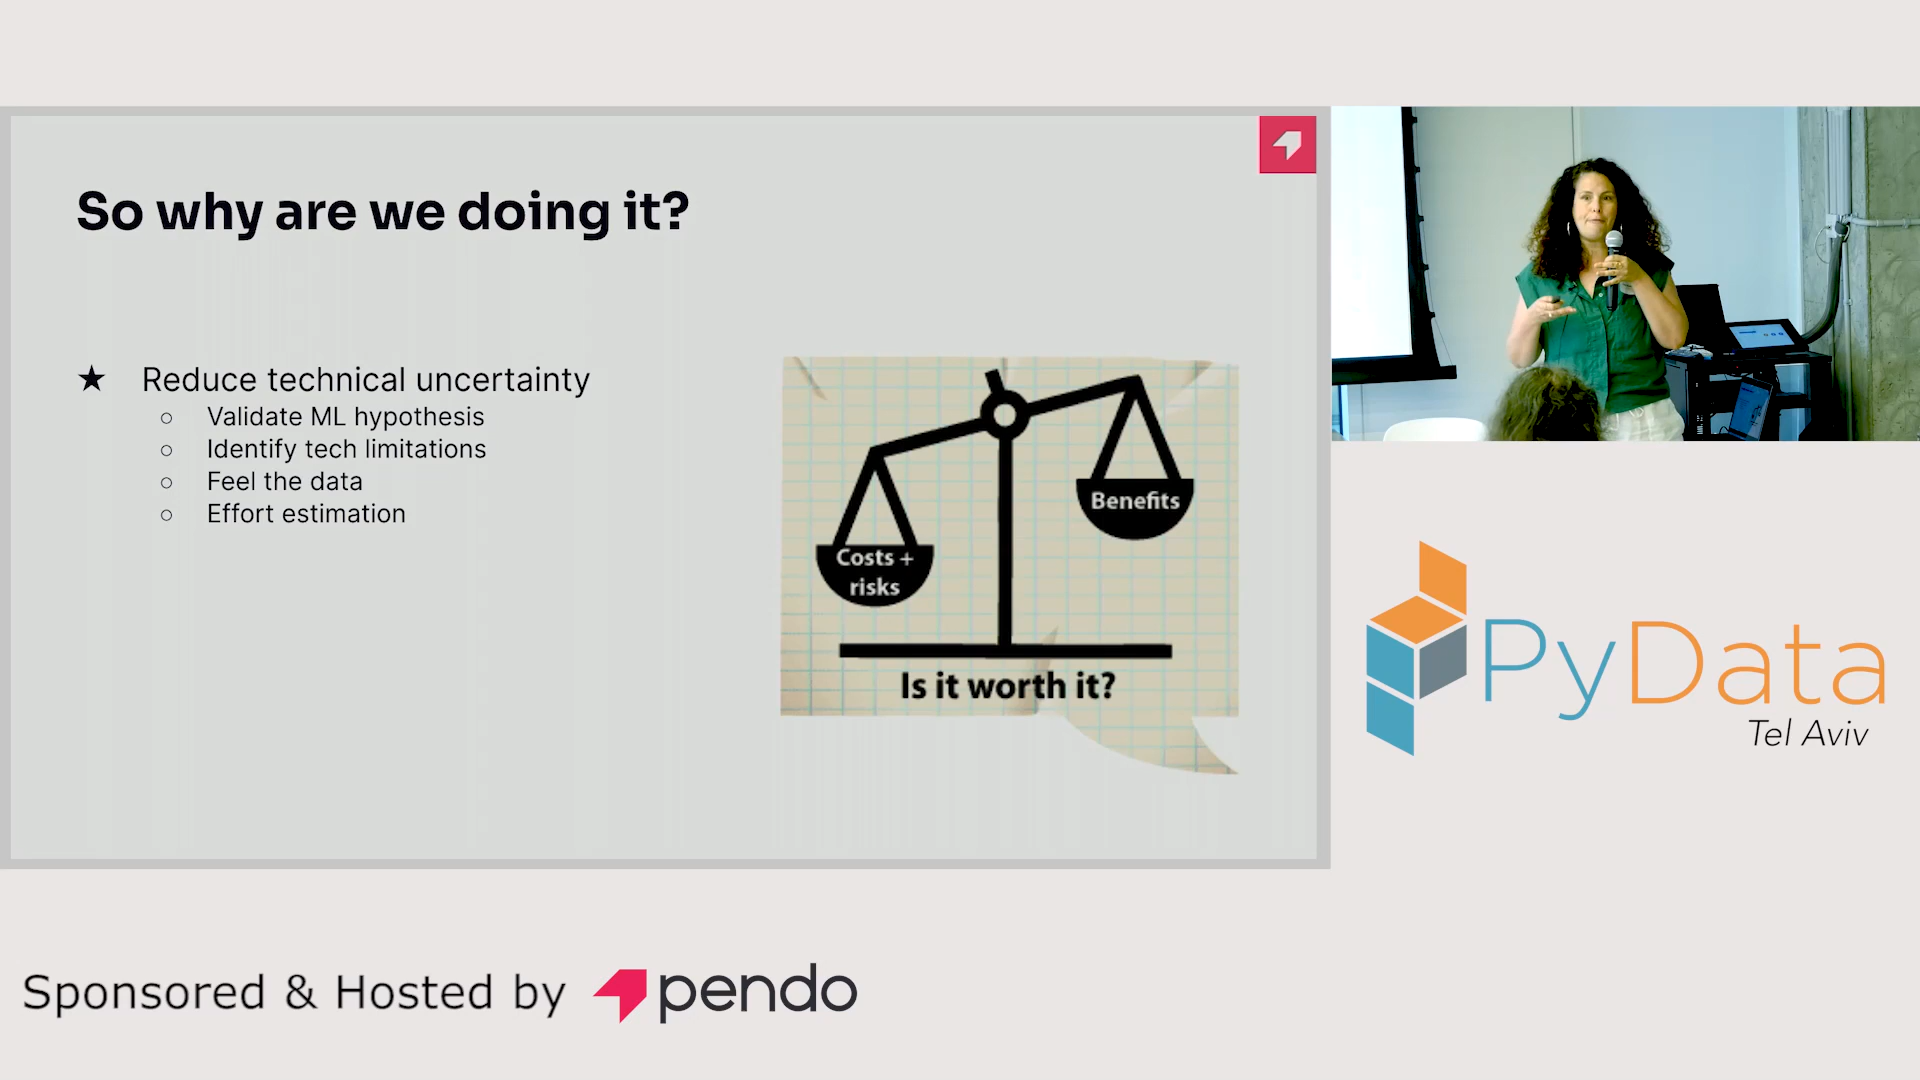 So why are we doing it?
★ Reduce technical uncertainty
○ Validate ML hypothesis
○ Identify tech limitations
○ Feel the data
○ Effort estimation
Costs +
risks
Benefits
Is it worth it?
PyData
Tel Aviv
Sponsored & Hosted by pendo